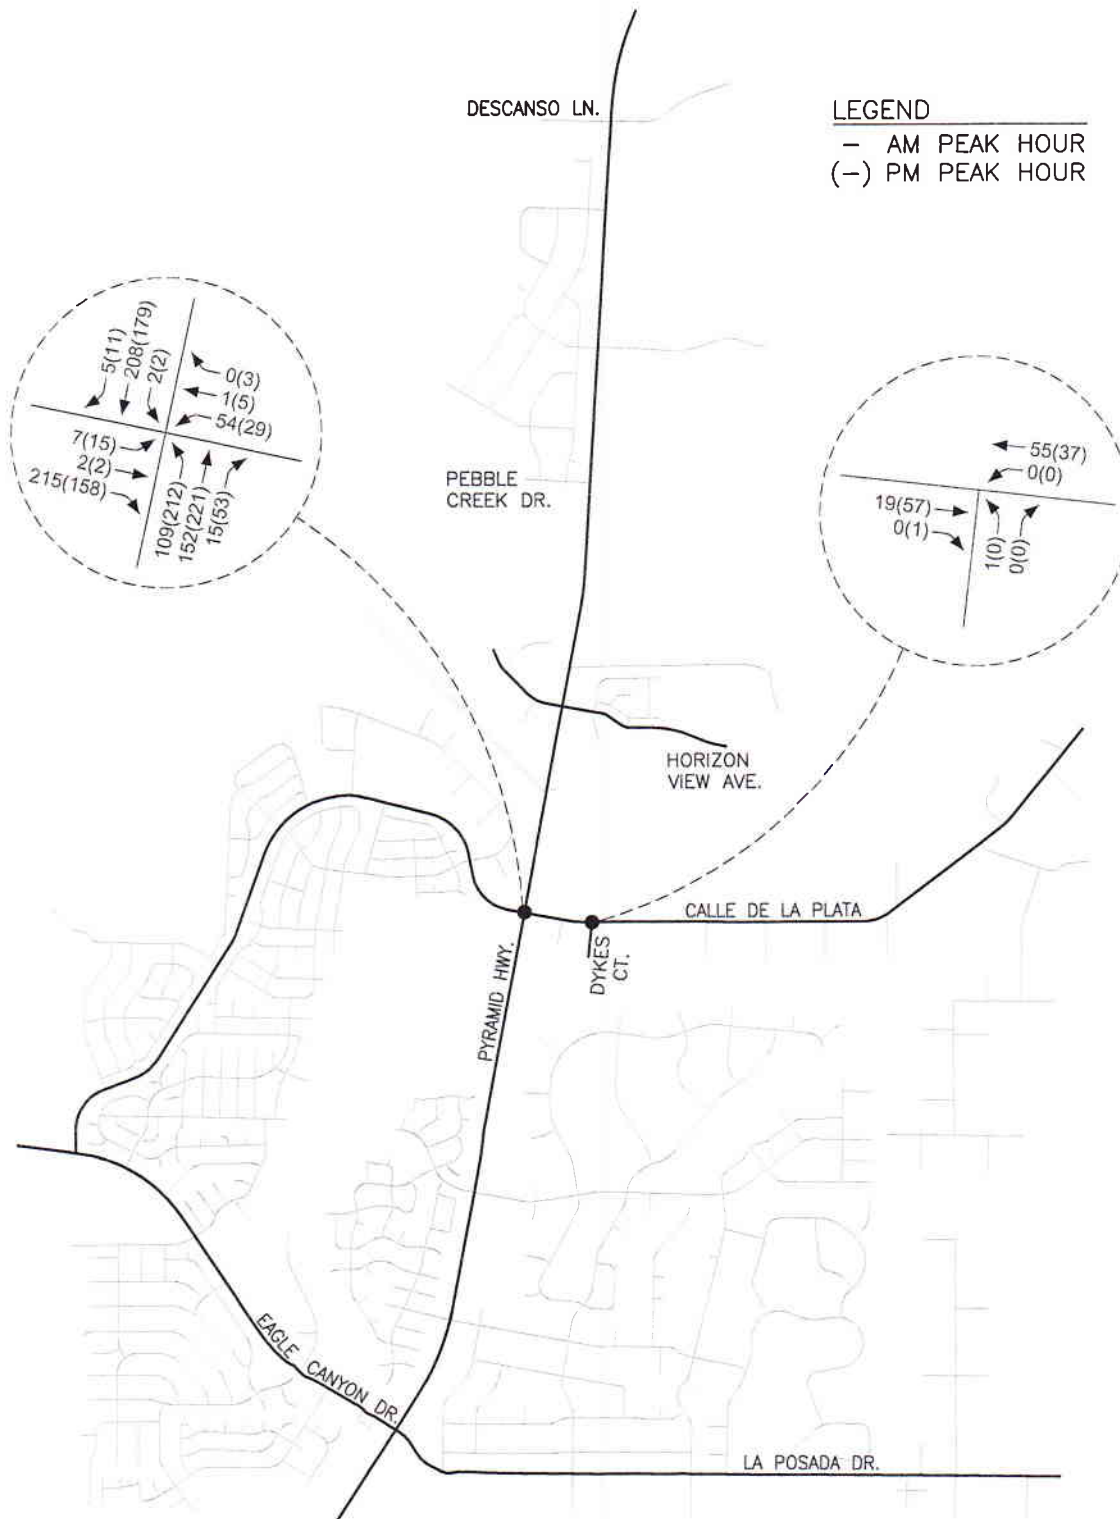 DESCANSO LN.
LEGEND
– AM PEAK HOUR
(–) PM PEAK HOUR
5(11)
208(179)
2(2)
0(3)
1(5)
54(29)
7(15)
2(2)
215(158)
109(212)
152(221)
15(53)
PEBBLE
CREEK DR.
55(37)
0(0)
19(57)
0(1)
1(0)
0(0)
HORIZON
VIEW AVE.
CALLE DE LA PLATA
DYKES
CT.
PYRAMID HWY.
EAGLE CANYON DR.
LA POSADA DR.